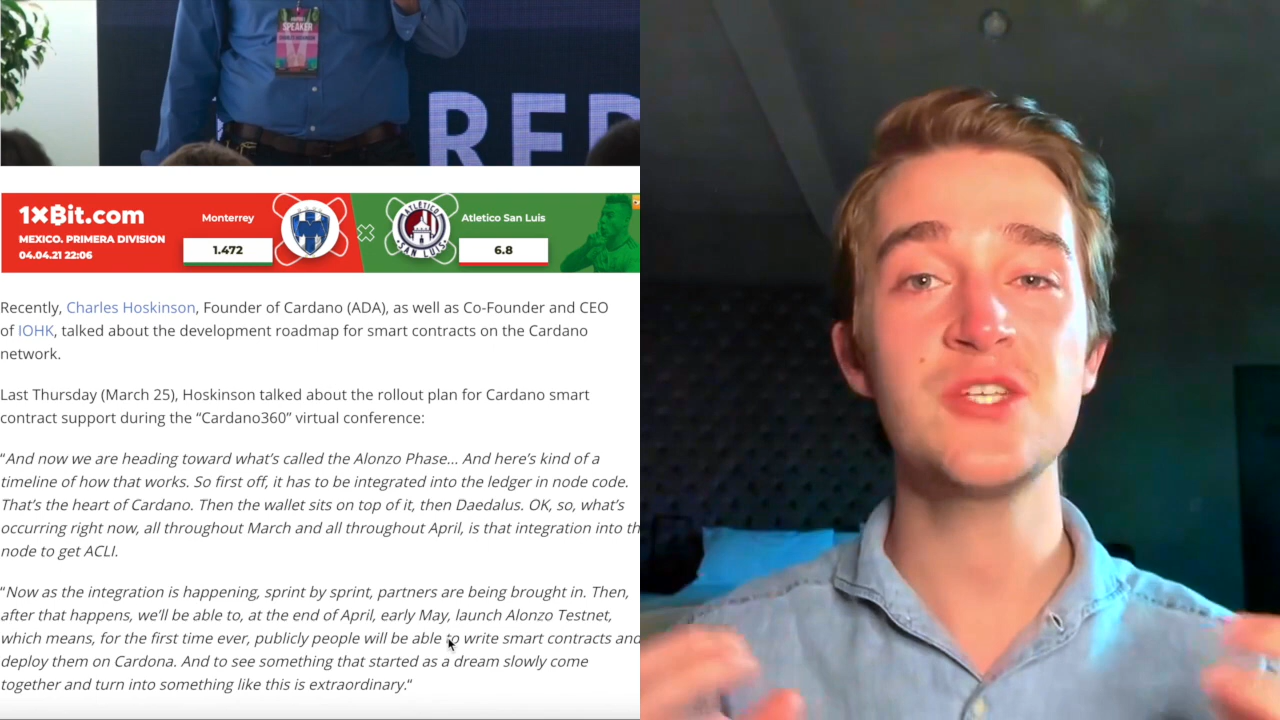 SPEAKER
RED
1×Bit.com
MEXICO. PRIMERA DIVISION
04.04.21 22:06
Monterrey
1.472
ATLETICO
SAN LUIS
Atletico San Luis
6.8
Recently, Charles Hoskinson, Founder of Cardano (ADA), as well as Co-Founder and CEO
of IOHK, talked about the development roadmap for smart contracts on the Cardano
network.
Last Thursday (March 25), Hoskinson talked about the rollout plan for Cardano smart
contract support during the “Cardano360” virtual conference:
“And now we are heading toward what’s called the Alonzo Phase… And here’s kind of a
timeline of how that works. So first off, it has to be integrated into the ledger in node code.
That’s the heart of Cardano. Then the wallet sits on top of it, then Daedalus. OK, so, what’s
occurring right now, all throughout March and all throughout April, is that integration into th
node to get ACLI.
“Now as the integration is happening, sprint by sprint, partners are being brought in. Then,
after that happens, we’ll be able to, at the end of April, early May, launch Alonzo Testnet,
which means, for the first time ever, publicly people will be able to write smart contracts and
deploy them on Cardona. And to see something that started as a dream slowly come
together and turn into something like this is extraordinary.“